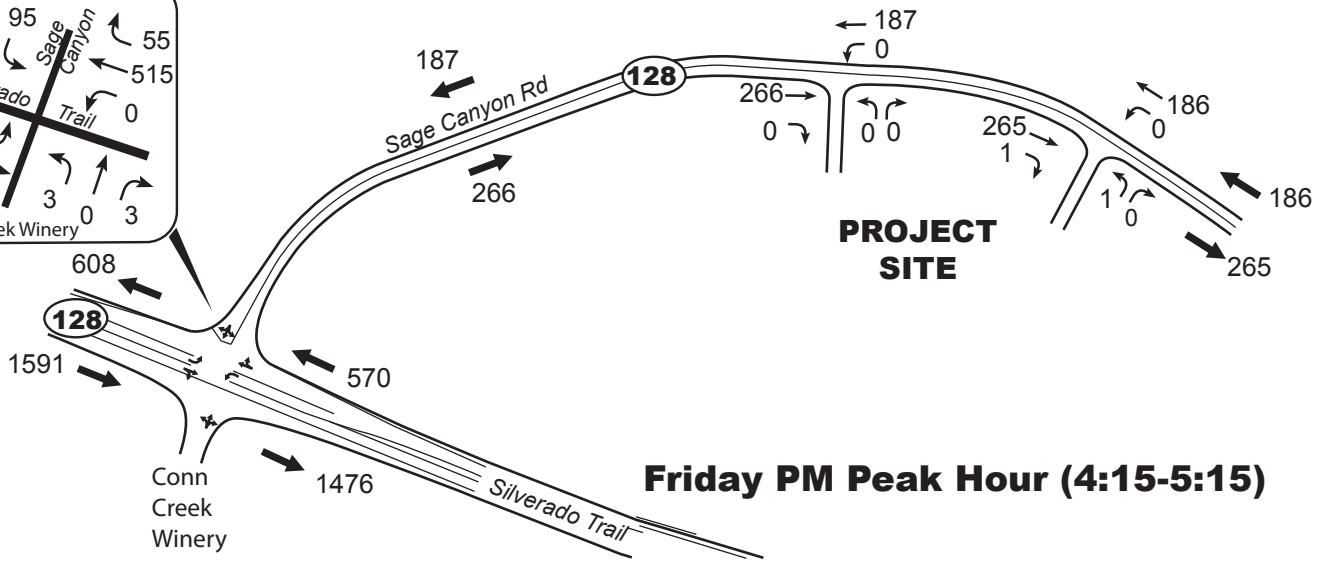 95
Sage
Canyon
55
515
0
ado
Trail
3
0
3
ek Winery
187
Sage Canyon Rd
128
266
187
0
266
0
0 0
186
0
265
1
1
0
186
265
PROJECT
SITE
608
128
1591
570
1476
Conn
Creek
Winery
Silverado Trail
Friday PM Peak Hour (4:15-5:15)